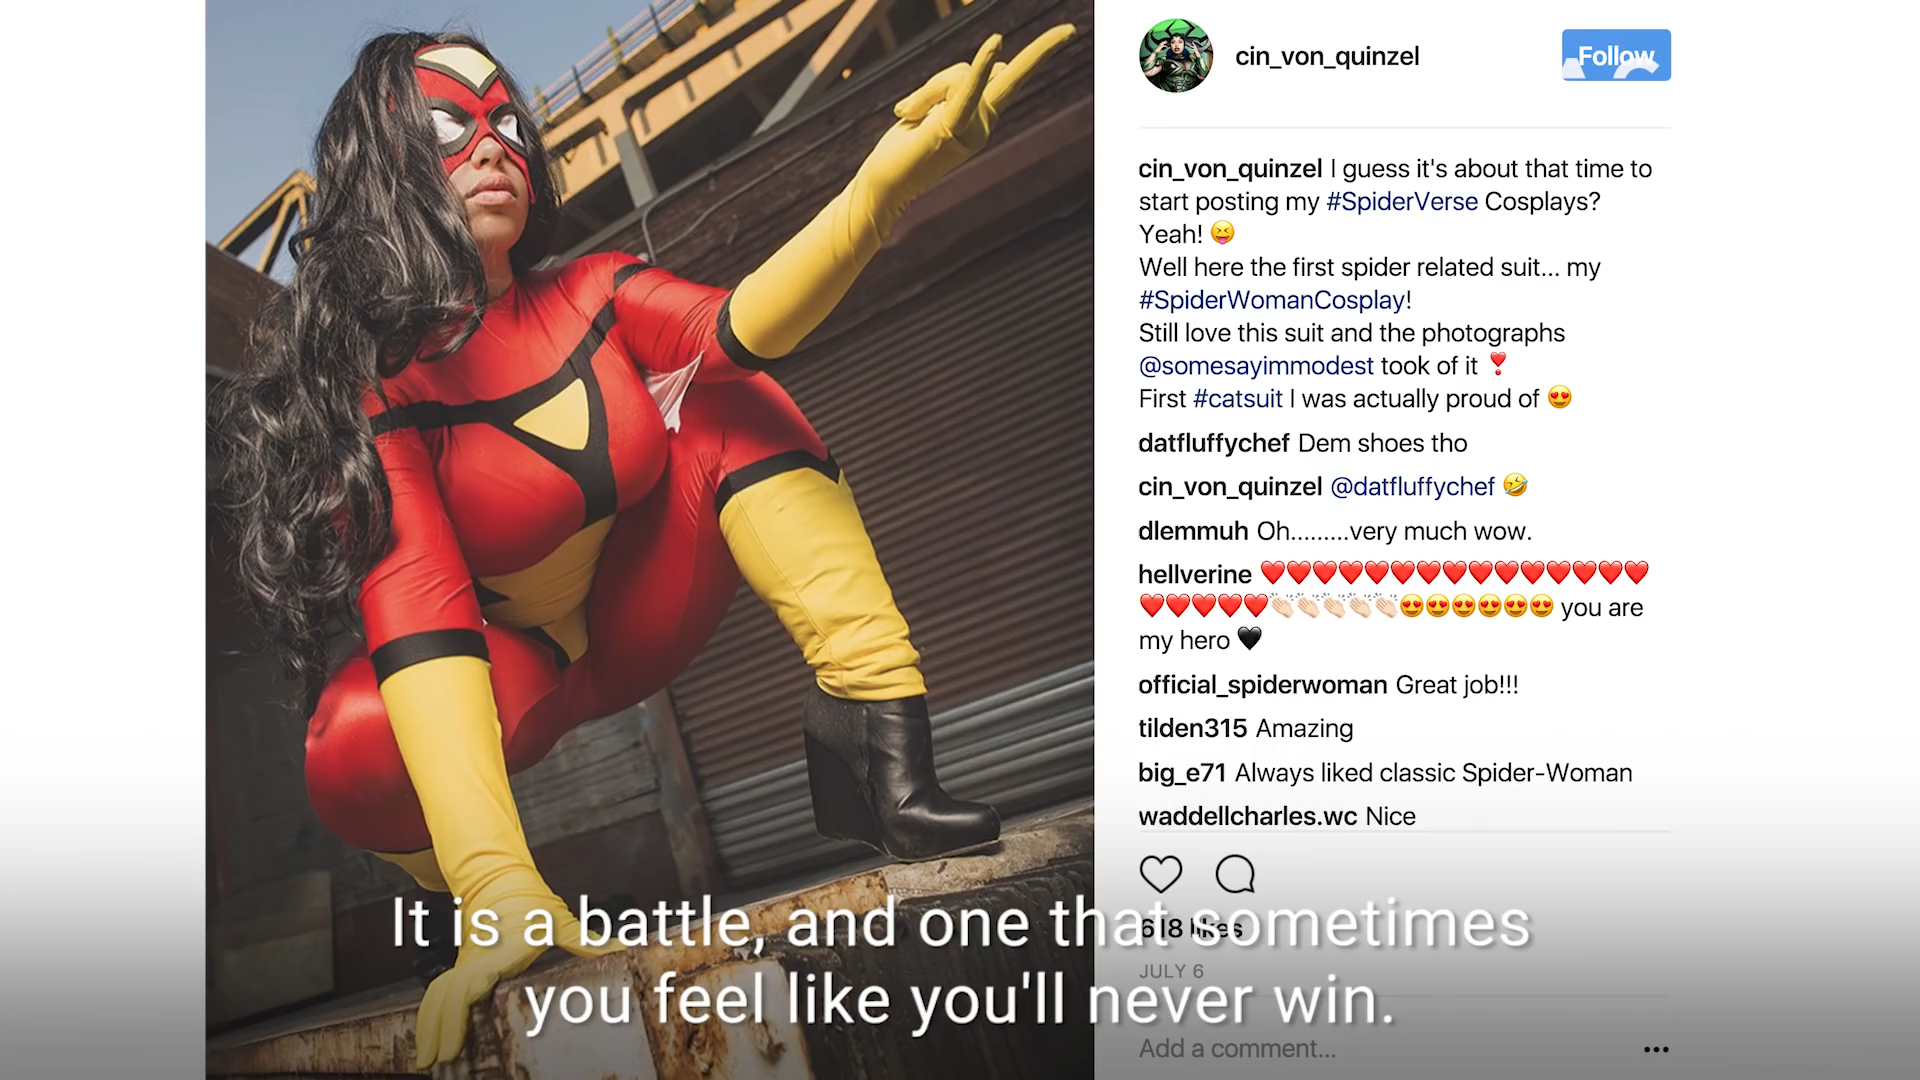 cin_von_quinzel
Follow
cin_von_quinzel I guess it's about that time to
start posting my #SpiderVerse Cosplays?
Yeah! 😝
Well here the first spider related suit... my
#SpiderWomanCosplay!
Still love this suit and the photographs
@somesayimmodest took of it ❣️
First #catsuit I was actually proud of 😍
datfluffychef Dem shoes tho
cin_von_quinzel @datfluffychef 🤣
dlemmuh Oh.........very much wow.
hellverine ❤️❤️❤️❤️❤️❤️❤️❤️❤️❤️❤️❤️❤️❤️❤️
❤️❤️❤️❤️❤️👏🏻👏🏻👏🏻👏🏻👏🏻😍😍😍😍😍😍 you are
my hero 🖤
official_spiderwoman Great job!!!
tilden315 Amazing
big_e71 Always liked classic Spider-Woman
waddellcharles.wc Nice
618 likes
JULY 6
Add a comment...
It is a battle, and one that sometimes
you feel like you'll never win.